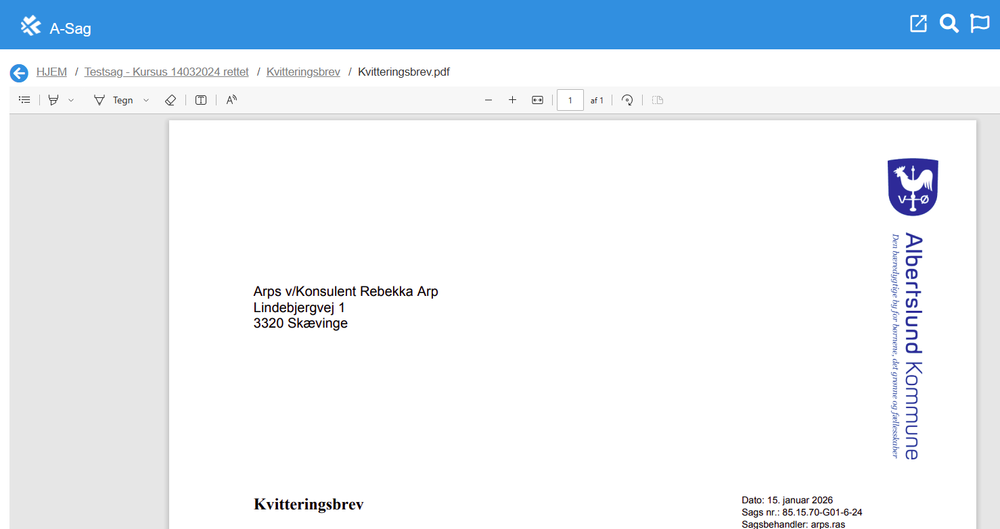 A-Sag
HJEM / Testsag - Kursus 14032024 rettet / Kvitteringsbrev / Kvitteringsbrev.pdf
Tegn
1 af 1
V Ø
Albertslund Kommune
Den bæredygtige by for børnene, det grønne og fællesskaber
Arps v/Konsulent Rebekka Arp
Lindebjergvej 1
3320 Skævinge
Kvitteringsbrev
Dato: 15. januar 2026
Sags nr.: 85.15.70-G01-6-24
Sagsbehandler: arps.ras